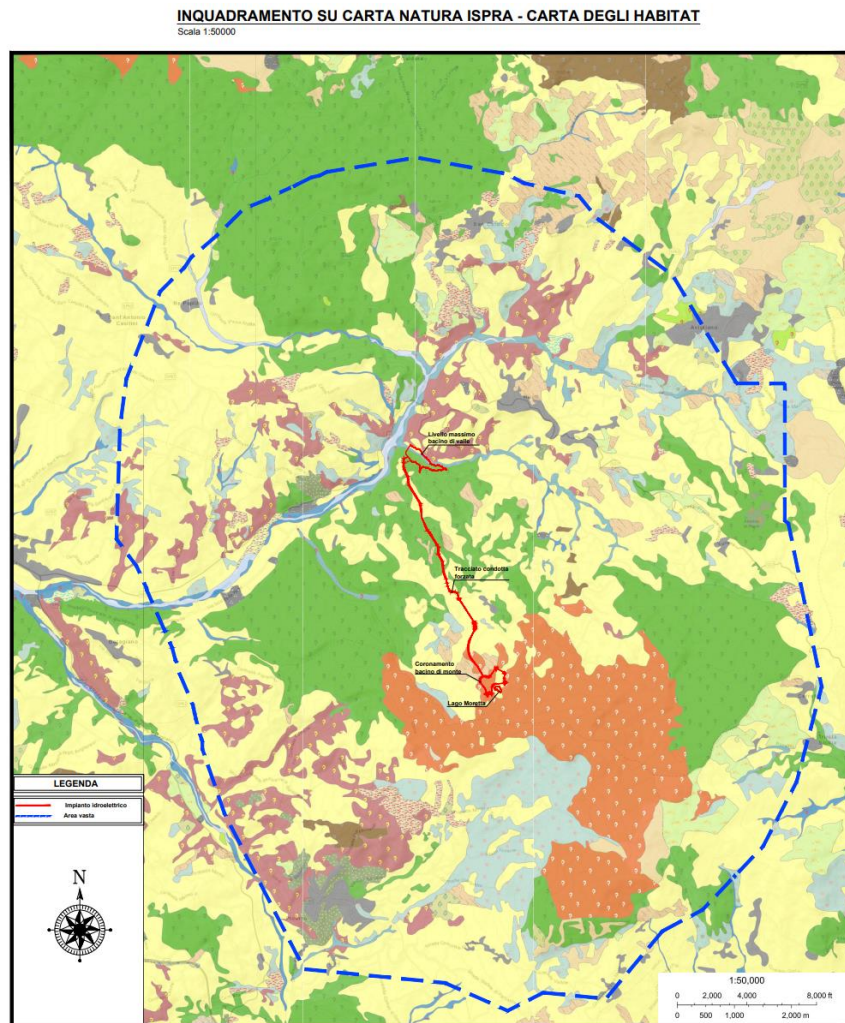 INQUADRAMENTO SU CARTA NATURA ISPRA - CARTA DEGLI HABITAT
Scala 1:50000
Livello massimo
bacino di valle
Tracciato condotta
forzata
Coronamento
bacino di monte
Lago Moretta
LEGENDA
Impianto idroelettrico
Area vasta
N
1:50,000
0 2,000 4,000 8,000 ft
0 500 1,000 2,000 m